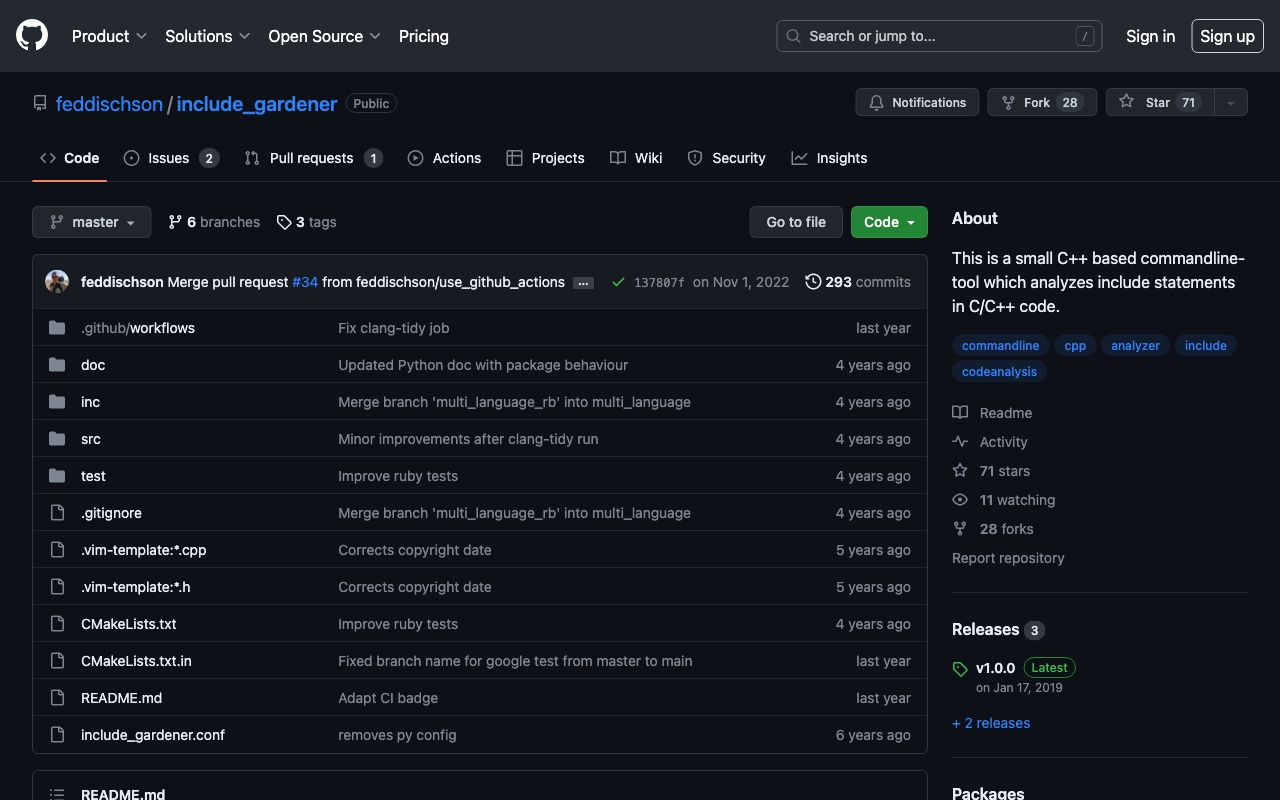 Product Solutions Open Source Pricing Search or jump to... / Sign in Sign up
feddischson / include_gardener Public Notifications Fork 28 Star 71
Code Issues 2 Pull requests 1 Actions Projects Wiki Security Insights
master 6 branches 3 tags Go to file Code
feddischson Merge pull request #34 from feddischson/use_github_actions ... 137807f on Nov 1, 2022 293 commits
.github/workflows Fix clang-tidy job last year
doc Updated Python doc with package behaviour 4 years ago
inc Merge branch 'multi_language_rb' into multi_language 4 years ago
src Minor improvements after clang-tidy run 4 years ago
test Improve ruby tests 4 years ago
.gitignore Merge branch 'multi_language_rb' into multi_language 4 years ago
.vim-template:*.cpp Corrects copyright date 5 years ago
.vim-template:*.h Corrects copyright date 5 years ago
CMakeLists.txt Improve ruby tests 4 years ago
CMakeLists.txt.in Fixed branch name for google test from master to main last year
README.md Adapt CI badge last year
include_gardener.conf removes py config 6 years ago
README.md
About
This is a small C++ based commandline-
tool which analyzes include statements
in C/C++ code.
commandline cpp analyzer include
codeanalysis
Readme
Activity
71 stars
11 watching
28 forks
Report repository
Releases 3
v1.0.0 Latest
on Jan 17, 2019
+ 2 releases
Packages